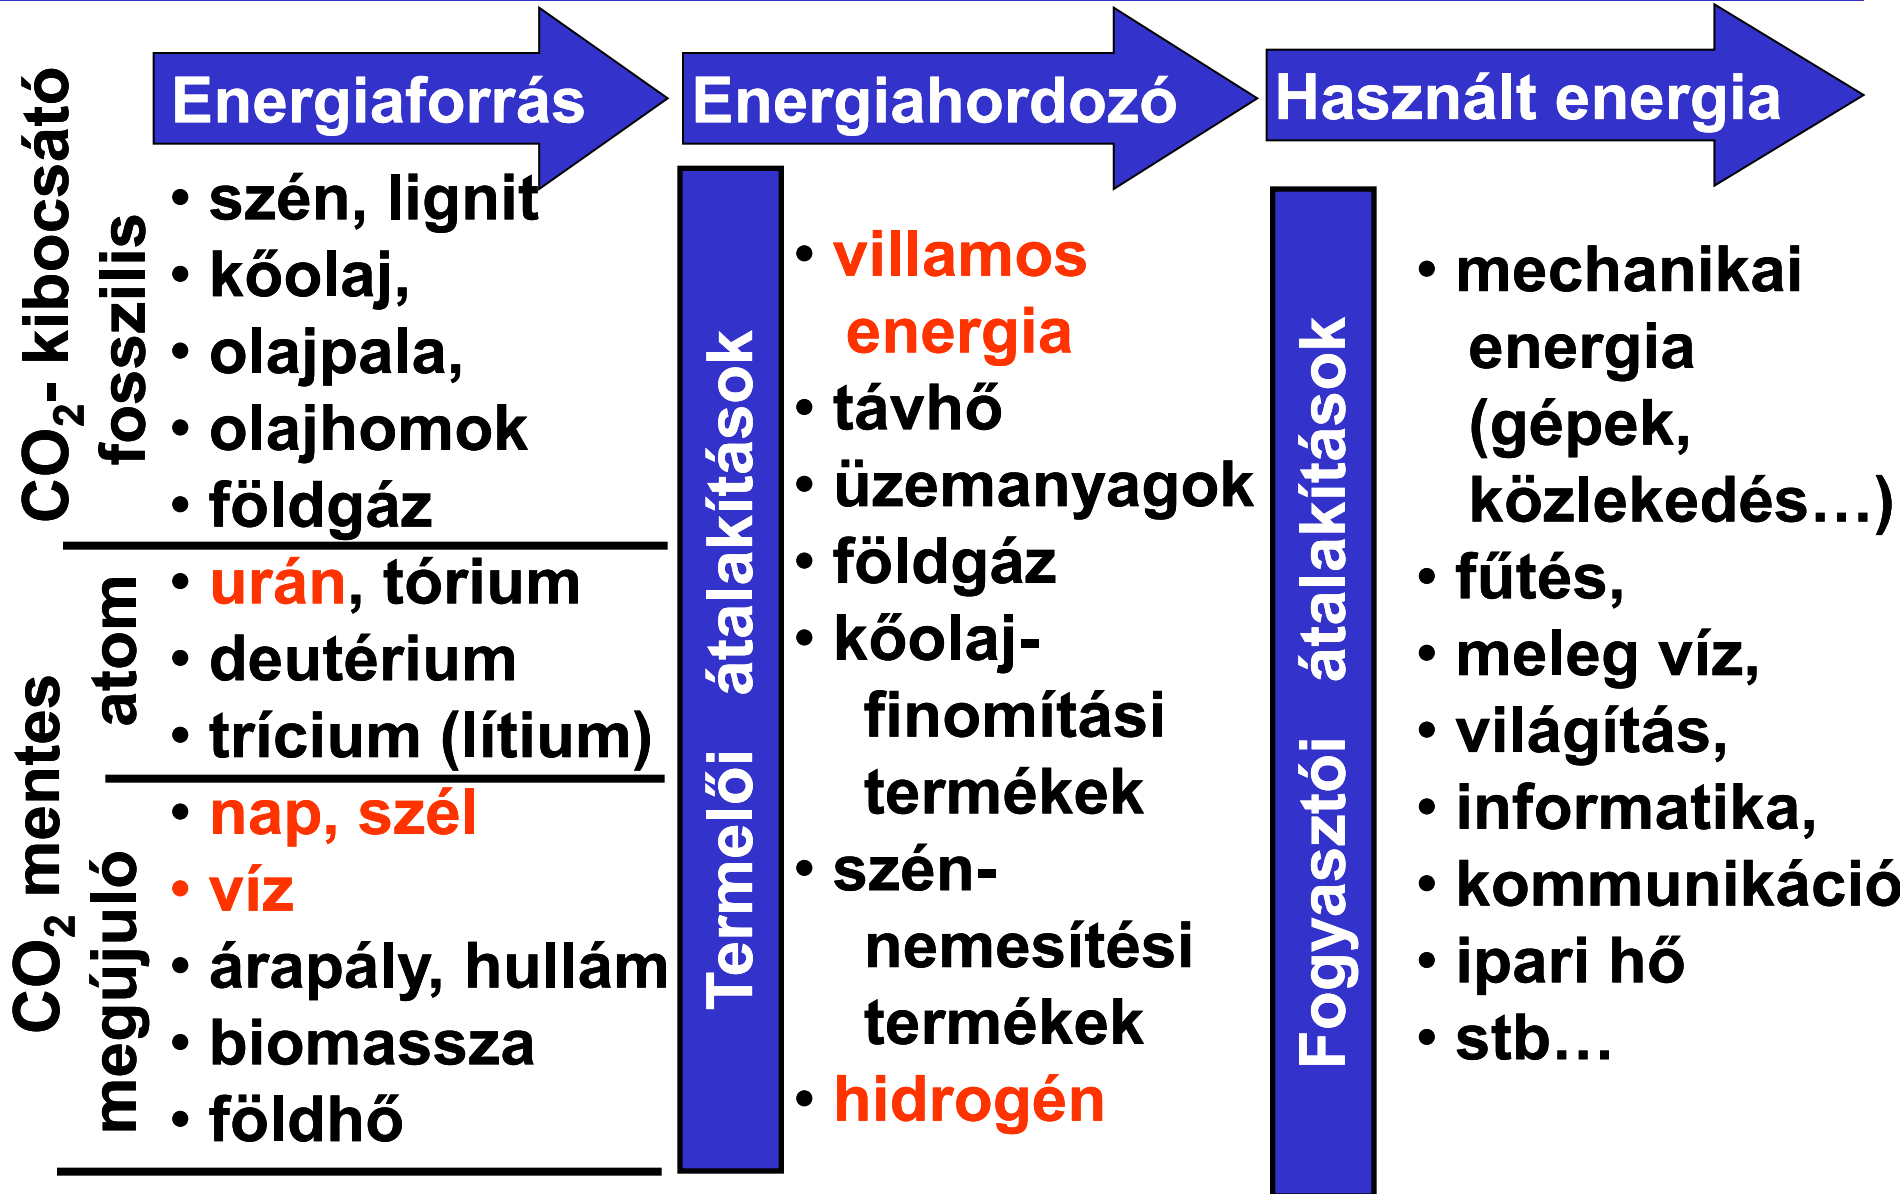 Energiaforrás
Energiahordozó
Használt energia
CO₂- kibocsátó
fosszilis
• szén, lignit
• kőolaj,
• olajpala,
• olajhomok
• földgáz
CO₂ mentes
atom
• urán, tórium
• deutérium
• trícium (lítium)
megújuló
• nap, szél
• víz
• árapály, hullám
• biomassza
• földhő
Termelői átalakítások
• villamos
energia
• távhő
• üzemanyagok
• földgáz
• kőolaj-
finomítási
termékek
• szén-
nemesítési
termékek
• hidrogén
Fogyasztói átalakítások
• mechanikai
energia
(gépek,
közlekedés…)
• fűtés,
• meleg víz,
• világítás,
• informatika,
• kommunikáció
• ipari hő
• stb…